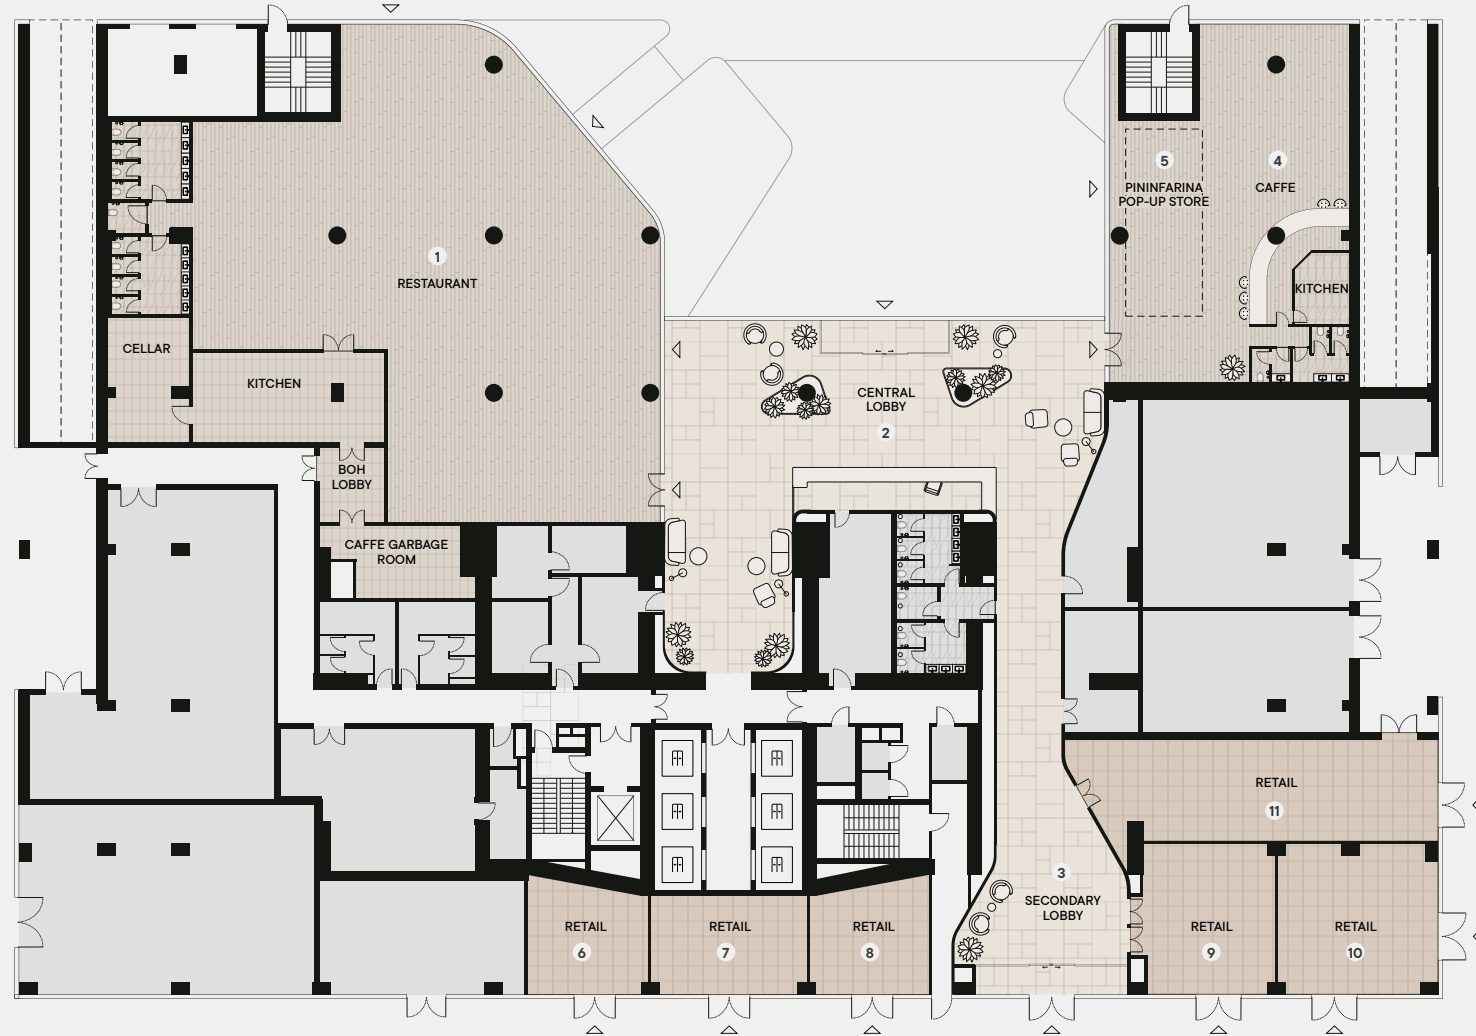 5
4
PININFARINA
POP-UP STORE
CAFFE
1
RESTAURANT
KITCHEN
CELLAR
KITCHEN
CENTRAL
LOBBY
2
BOH
LOBBY
CAFFE GARBAGE
ROOM
RETAIL
11
3
SECONDARY
LOBBY
RETAIL
6
RETAIL
7
RETAIL
8
RETAIL
9
RETAIL
10